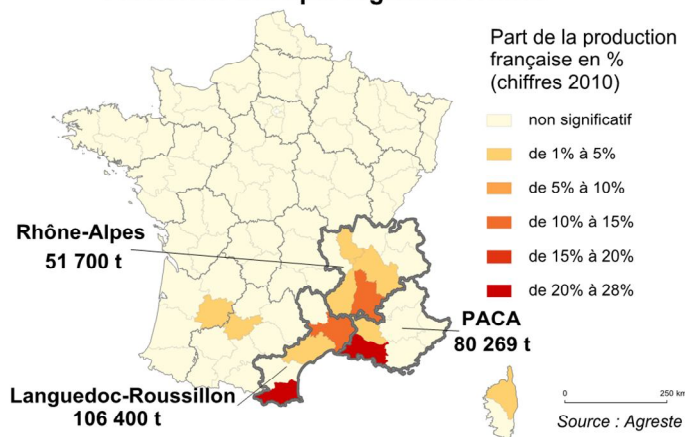 Part de la production
française en %
(chiffres 2010)
non significatif
de 1% à 5%
de 5% à 10%
de 10% à 15%
de 15% à 20%
de 20% à 28%
Rhône-Alpes
51 700 t
PACA
80 269 t
Languedoc-Roussillon
106 400 t
0 250 km
Source : Agreste